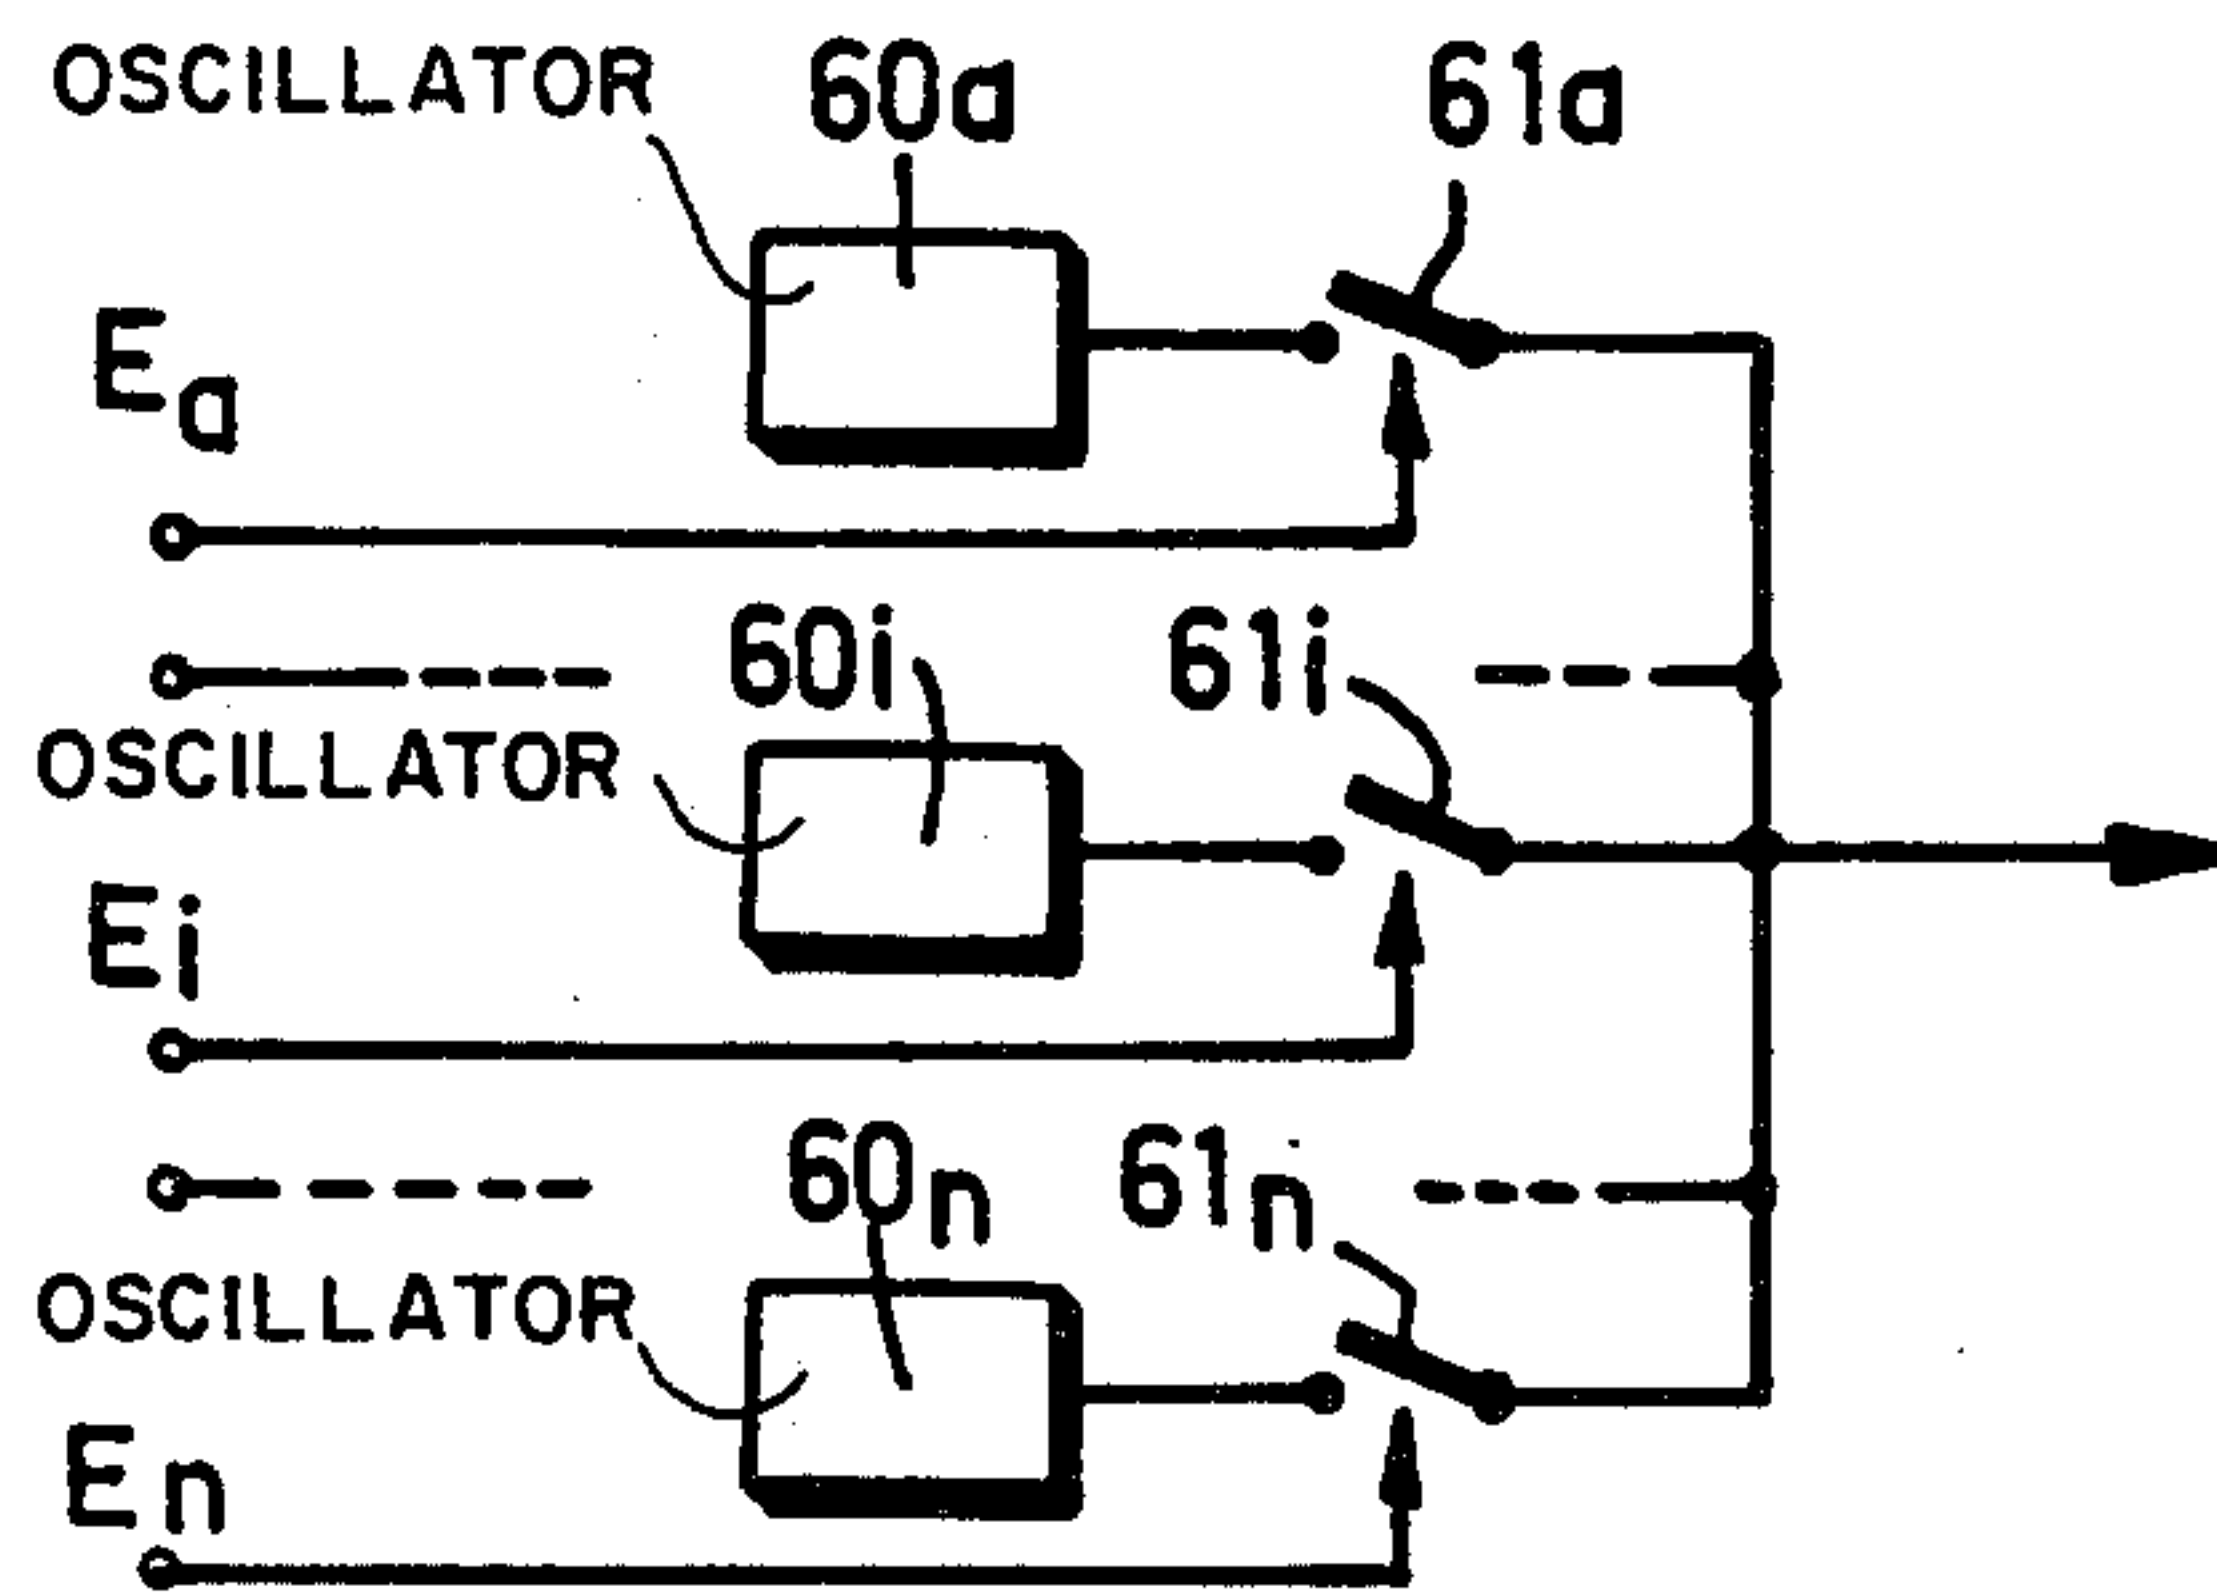 OSCILLATOR 60a 61a
Ea
60i 61i
OSCILLATOR
Ei
60n 61n
OSCILLATOR
En